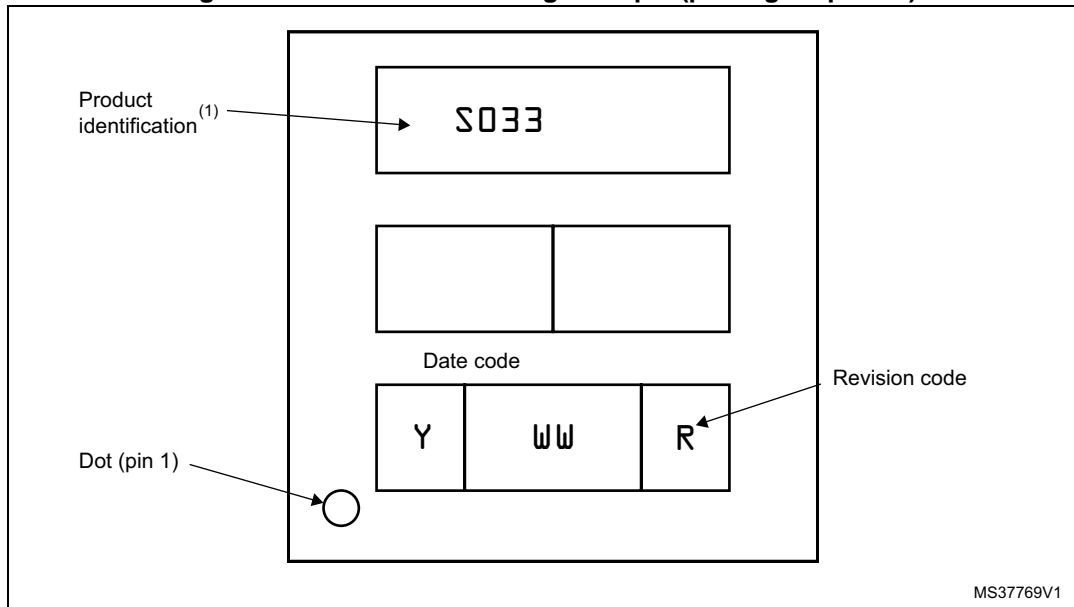 Product
identification(1)
S033
Date code
Y WW R
Revision code
Dot (pin 1)
MS37769V1